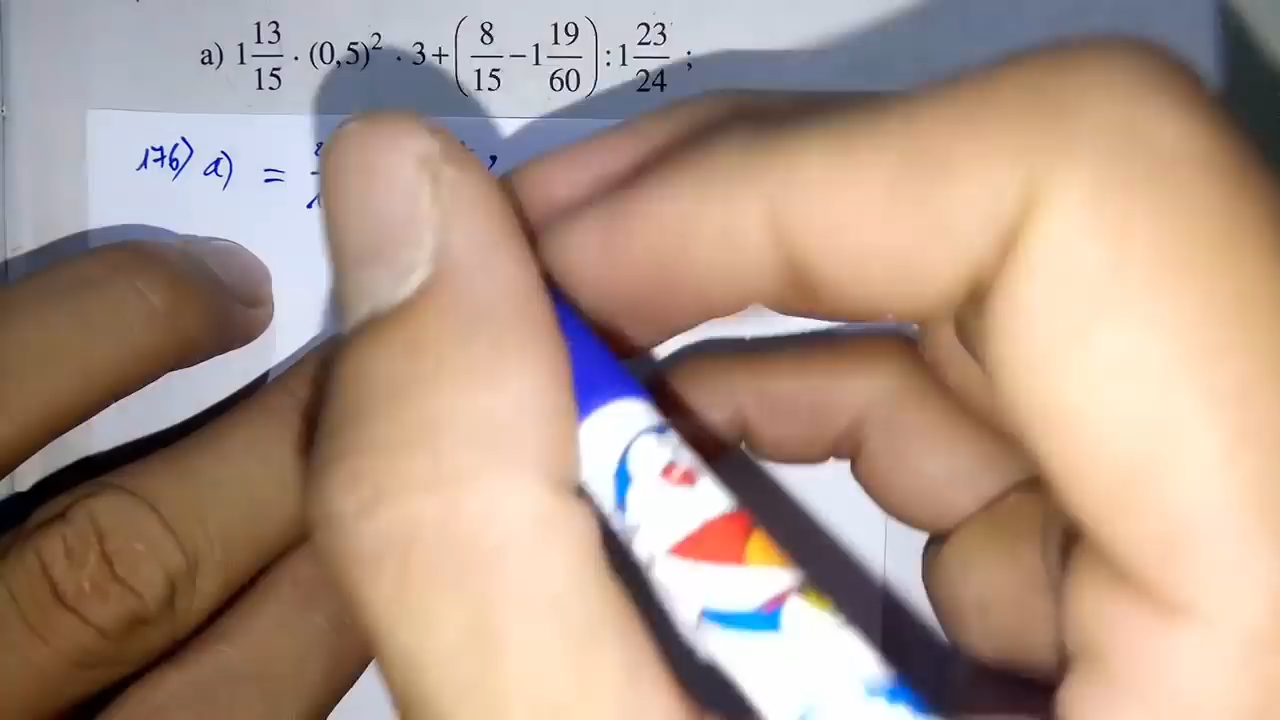 a) 1 13/15 · (0,5)² · 3 + (8/15 − 1 19/60) : 1 23/24 ;
176) a) =